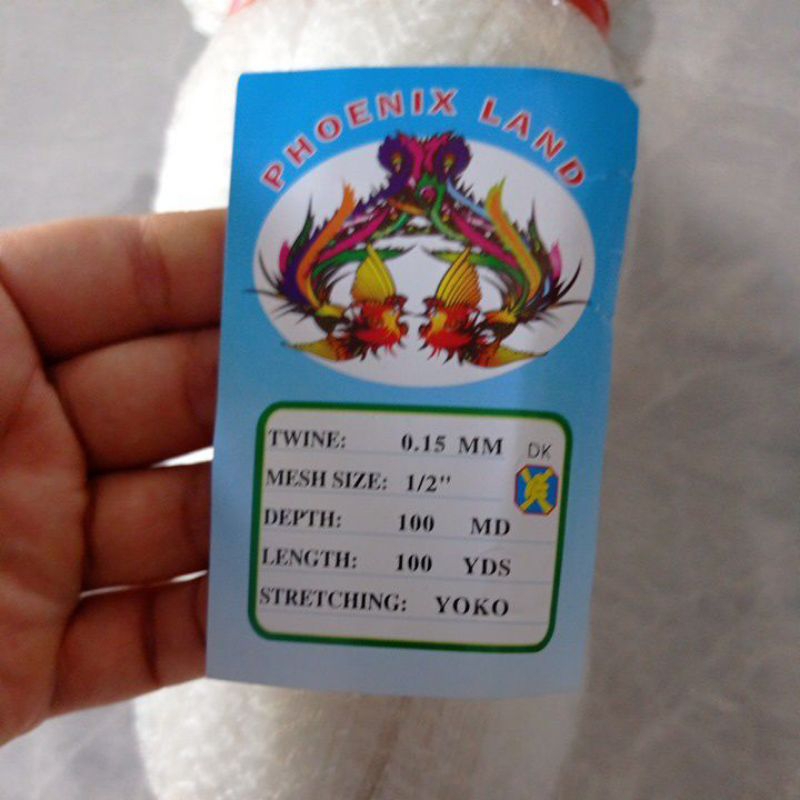 PHOENIX LAND
TWINE: 0.15 MM
DK
MESH SIZE: 1/2"
DEPTH: 100 MD
LENGTH: 100 YDS
STRETCHING: YOKO